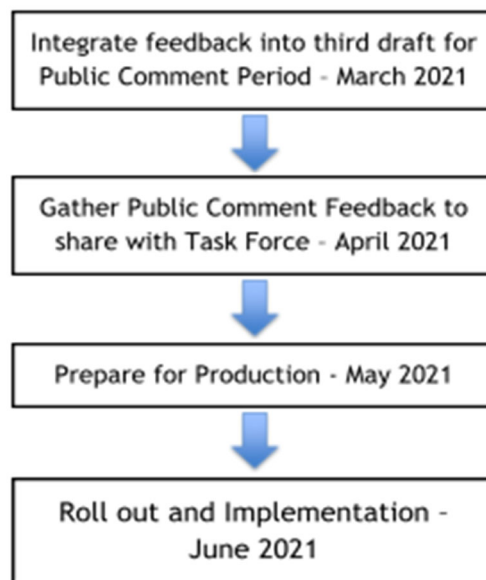 Integrate feedback into third draft for
Public Comment Period – March 2021
Gather Public Comment Feedback to
share with Task Force – April 2021
Prepare for Production - May 2021
Roll out and Implementation –
June 2021